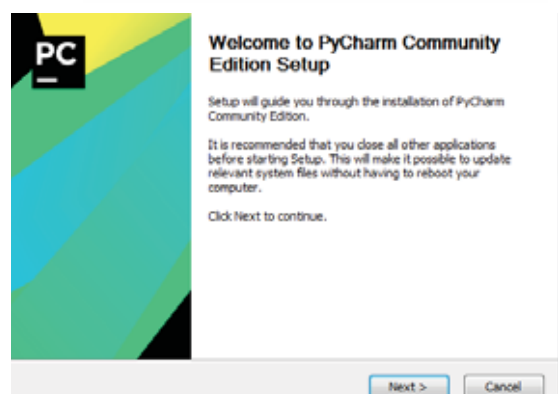 PC
Welcome to PyCharm Community
Edition Setup
Setup will guide you through the installation of PyCharm
Community Edition.
It is recommended that you close all other applications
before starting Setup. This will make it possible to update
relevant system files without having to reboot your
computer.
Click Next to continue.
Next >
Cancel